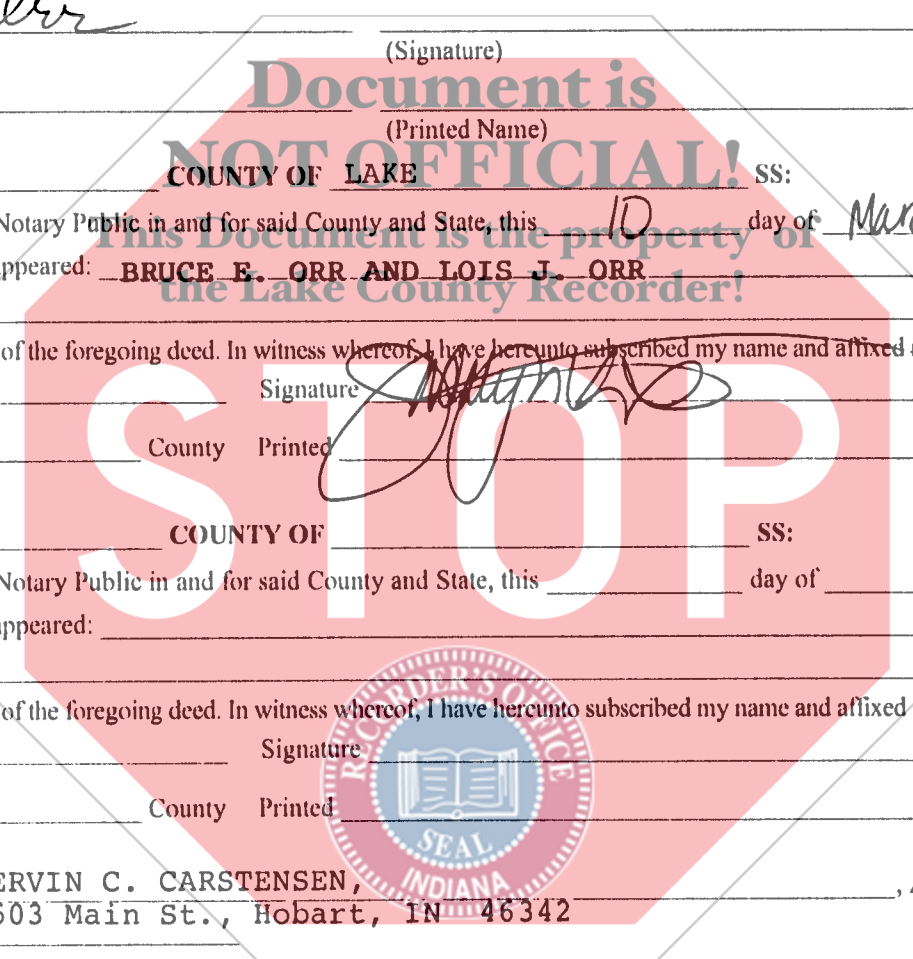 (Signature)
Document is
(Printed Name)
NOT OFFICIAL!
COUNTY OF LAKE SS:
Notary Public in and for said County and State, this 10 day of
This Document is the property of
ppeared: BRUCE E. ORR AND LOIS J. ORR
the Lake County Recorder!
of the foregoing deed. In witness whereof, I have hereunto subscribed my name and affixed
Signature
County Printed
STOP
COUNTY OF SS:
Notary Public in and for said County and State, this day of
ppeared:
of the foregoing deed. In witness whereof, I have hereunto subscribed my name and affixed
Signature
County Printed
RECORDER'S OFFICE
SEAL
INDIANA
ERVIN C. CARSTENSEN,
603 Main St., Hobart, IN 46342